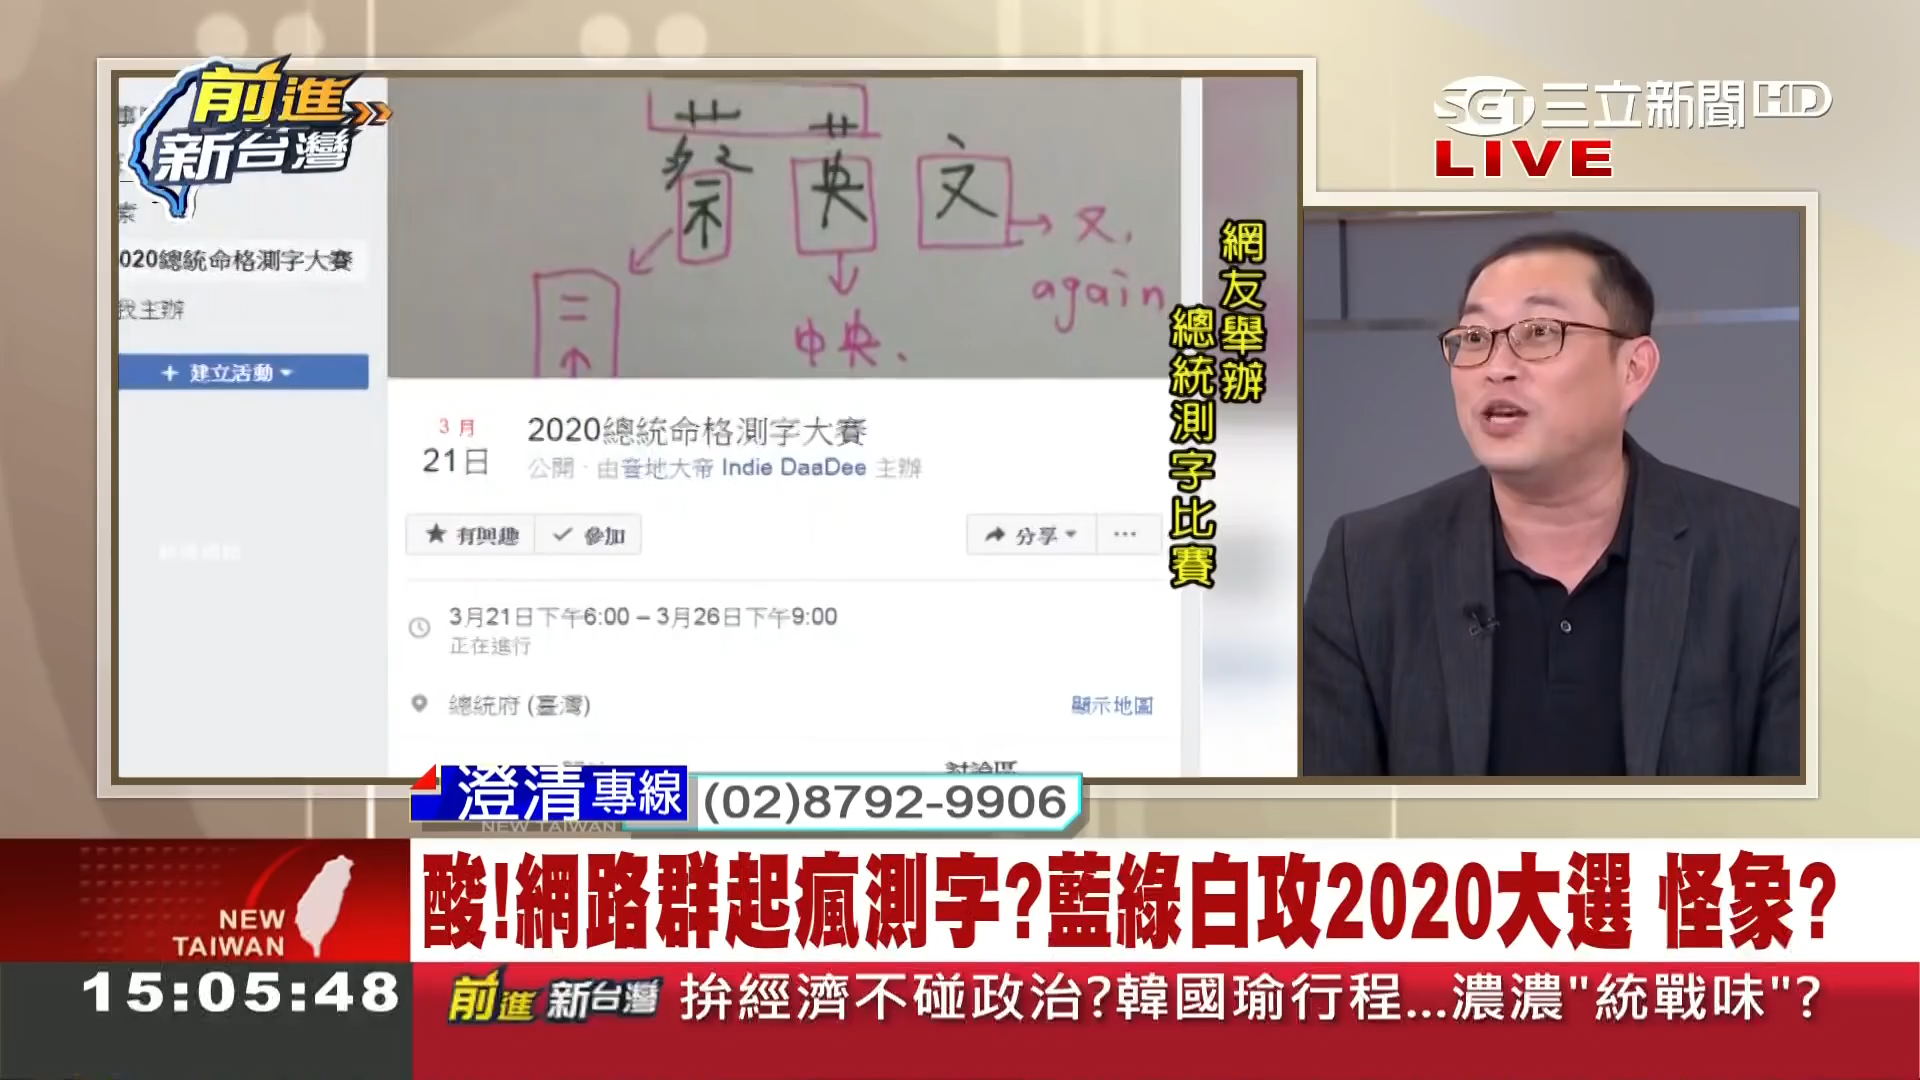 前進
新台灣
SET三立新聞HD
LIVE
蔡英文
又,
again
二
中央.
網友舉辦
總統測字比賽
2020總統命格測字大賽
我主辦
+ 建立活動
3月
21日
2020總統命格測字大賽
公開 · 由音地大帝 Indie DaaDee 主辦
有興趣
參加
分享
3月21日下午6:00 – 3月26日下午9:00
正在進行
總統府 (臺灣)
顯示地圖
討論區
澄清專線
(02)8792-9906
NEW TAIWAN
酸!網路群起瘋測字?藍綠白攻2020大選 怪象?
NEW
TAIWAN
15:05:48
前進新台灣
拚經濟不碰政治?韓國瑜行程...濃濃"統戰味"?